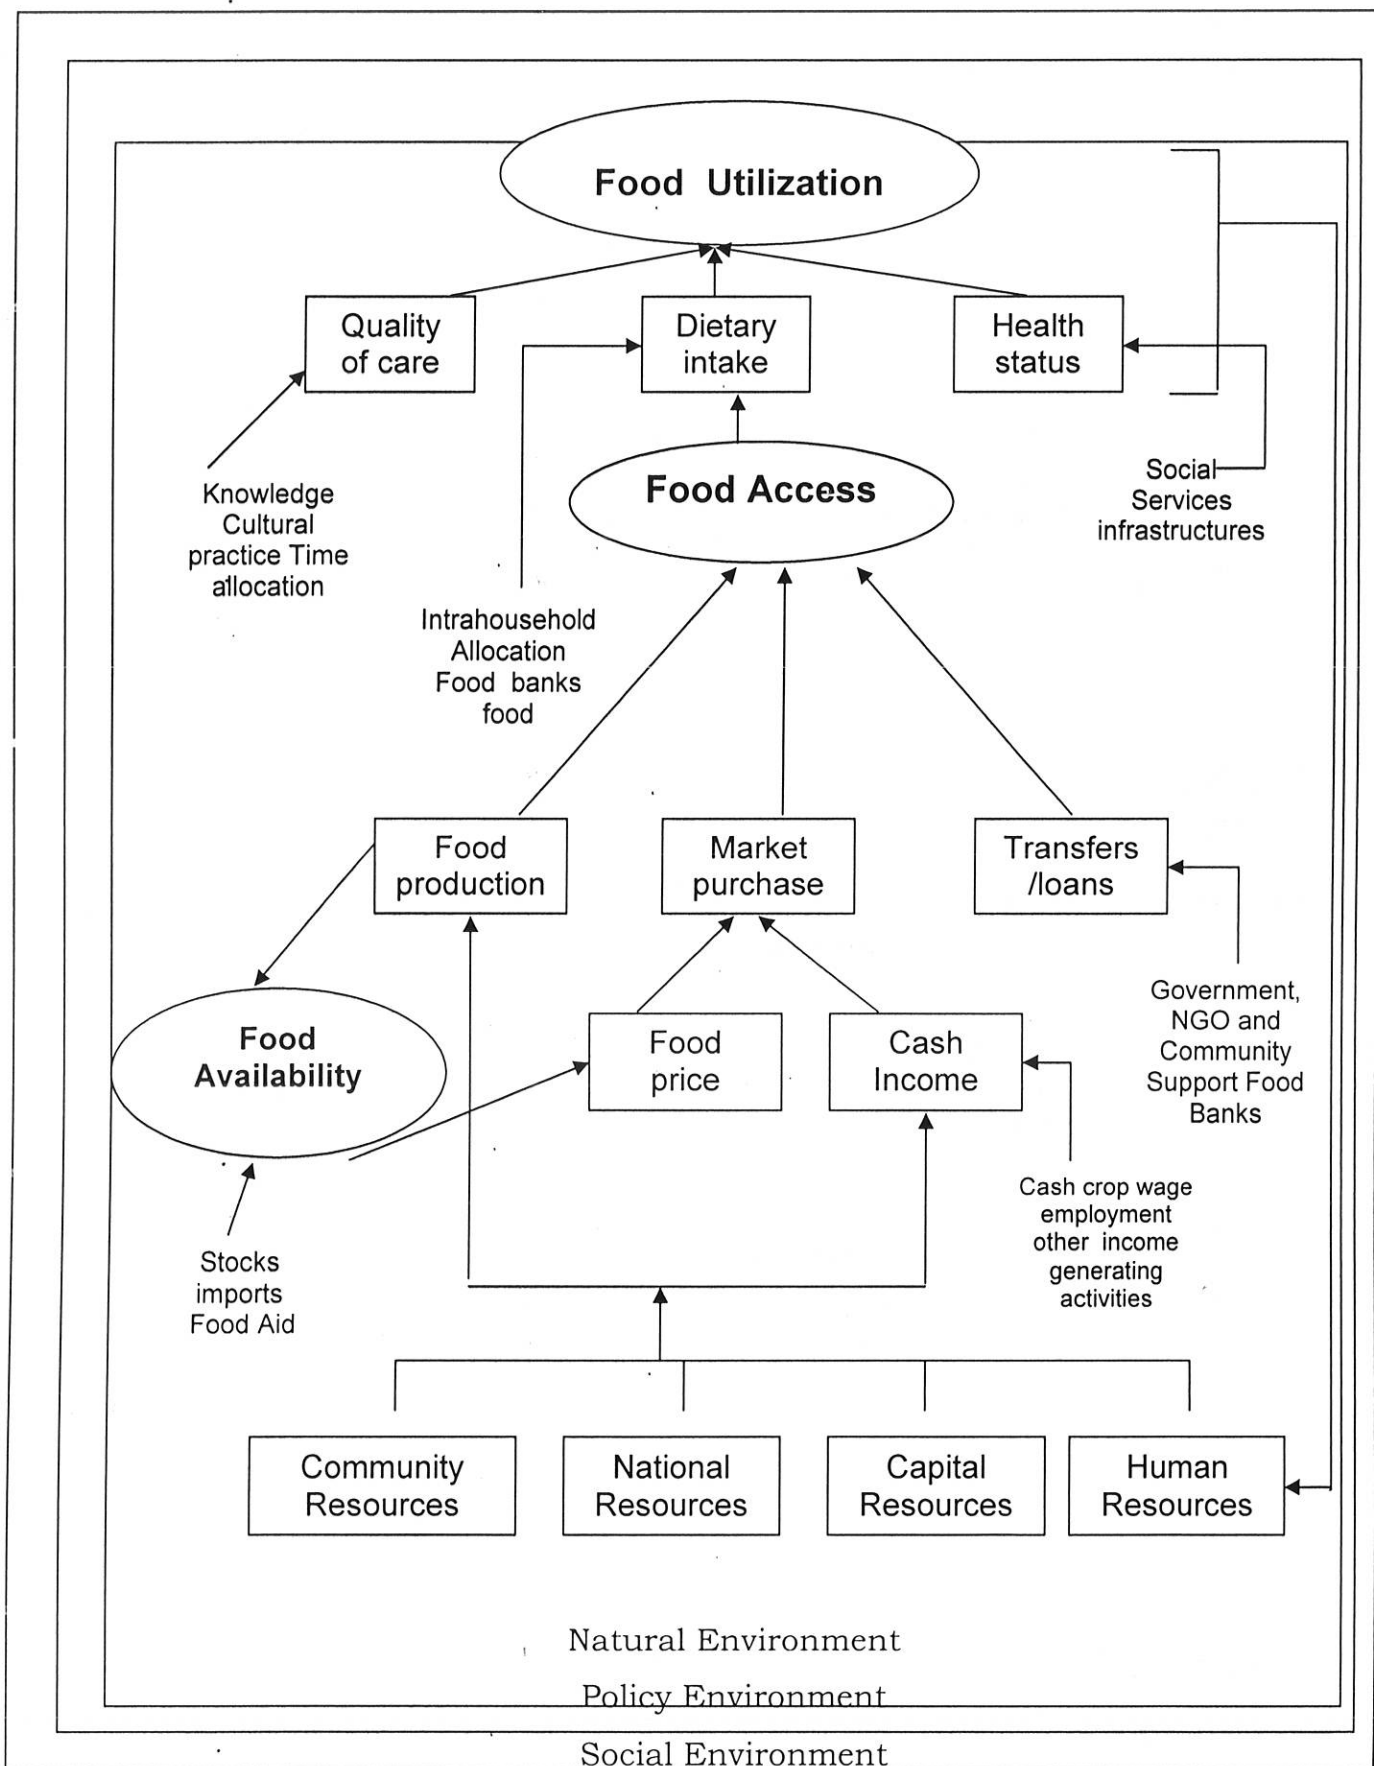 Food Utilization
Quality
of care
Dietary
intake
Health
status
Food Access
Knowledge
Cultural
practice Time
allocation
Social
Services
infrastructures
Intrahousehold
Allocation
Food banks
food
Food
production
Market
purchase
Transfers
/loans
Food
Availability
Food
price
Cash
Income
Government,
NGO and
Community
Support Food
Banks
Stocks
imports
Food Aid
Cash crop wage
employment
other income
generating
activities
Community
Resources
National
Resources
Capital
Resources
Human
Resources
Natural Environment
Policy Environment
Social Environment